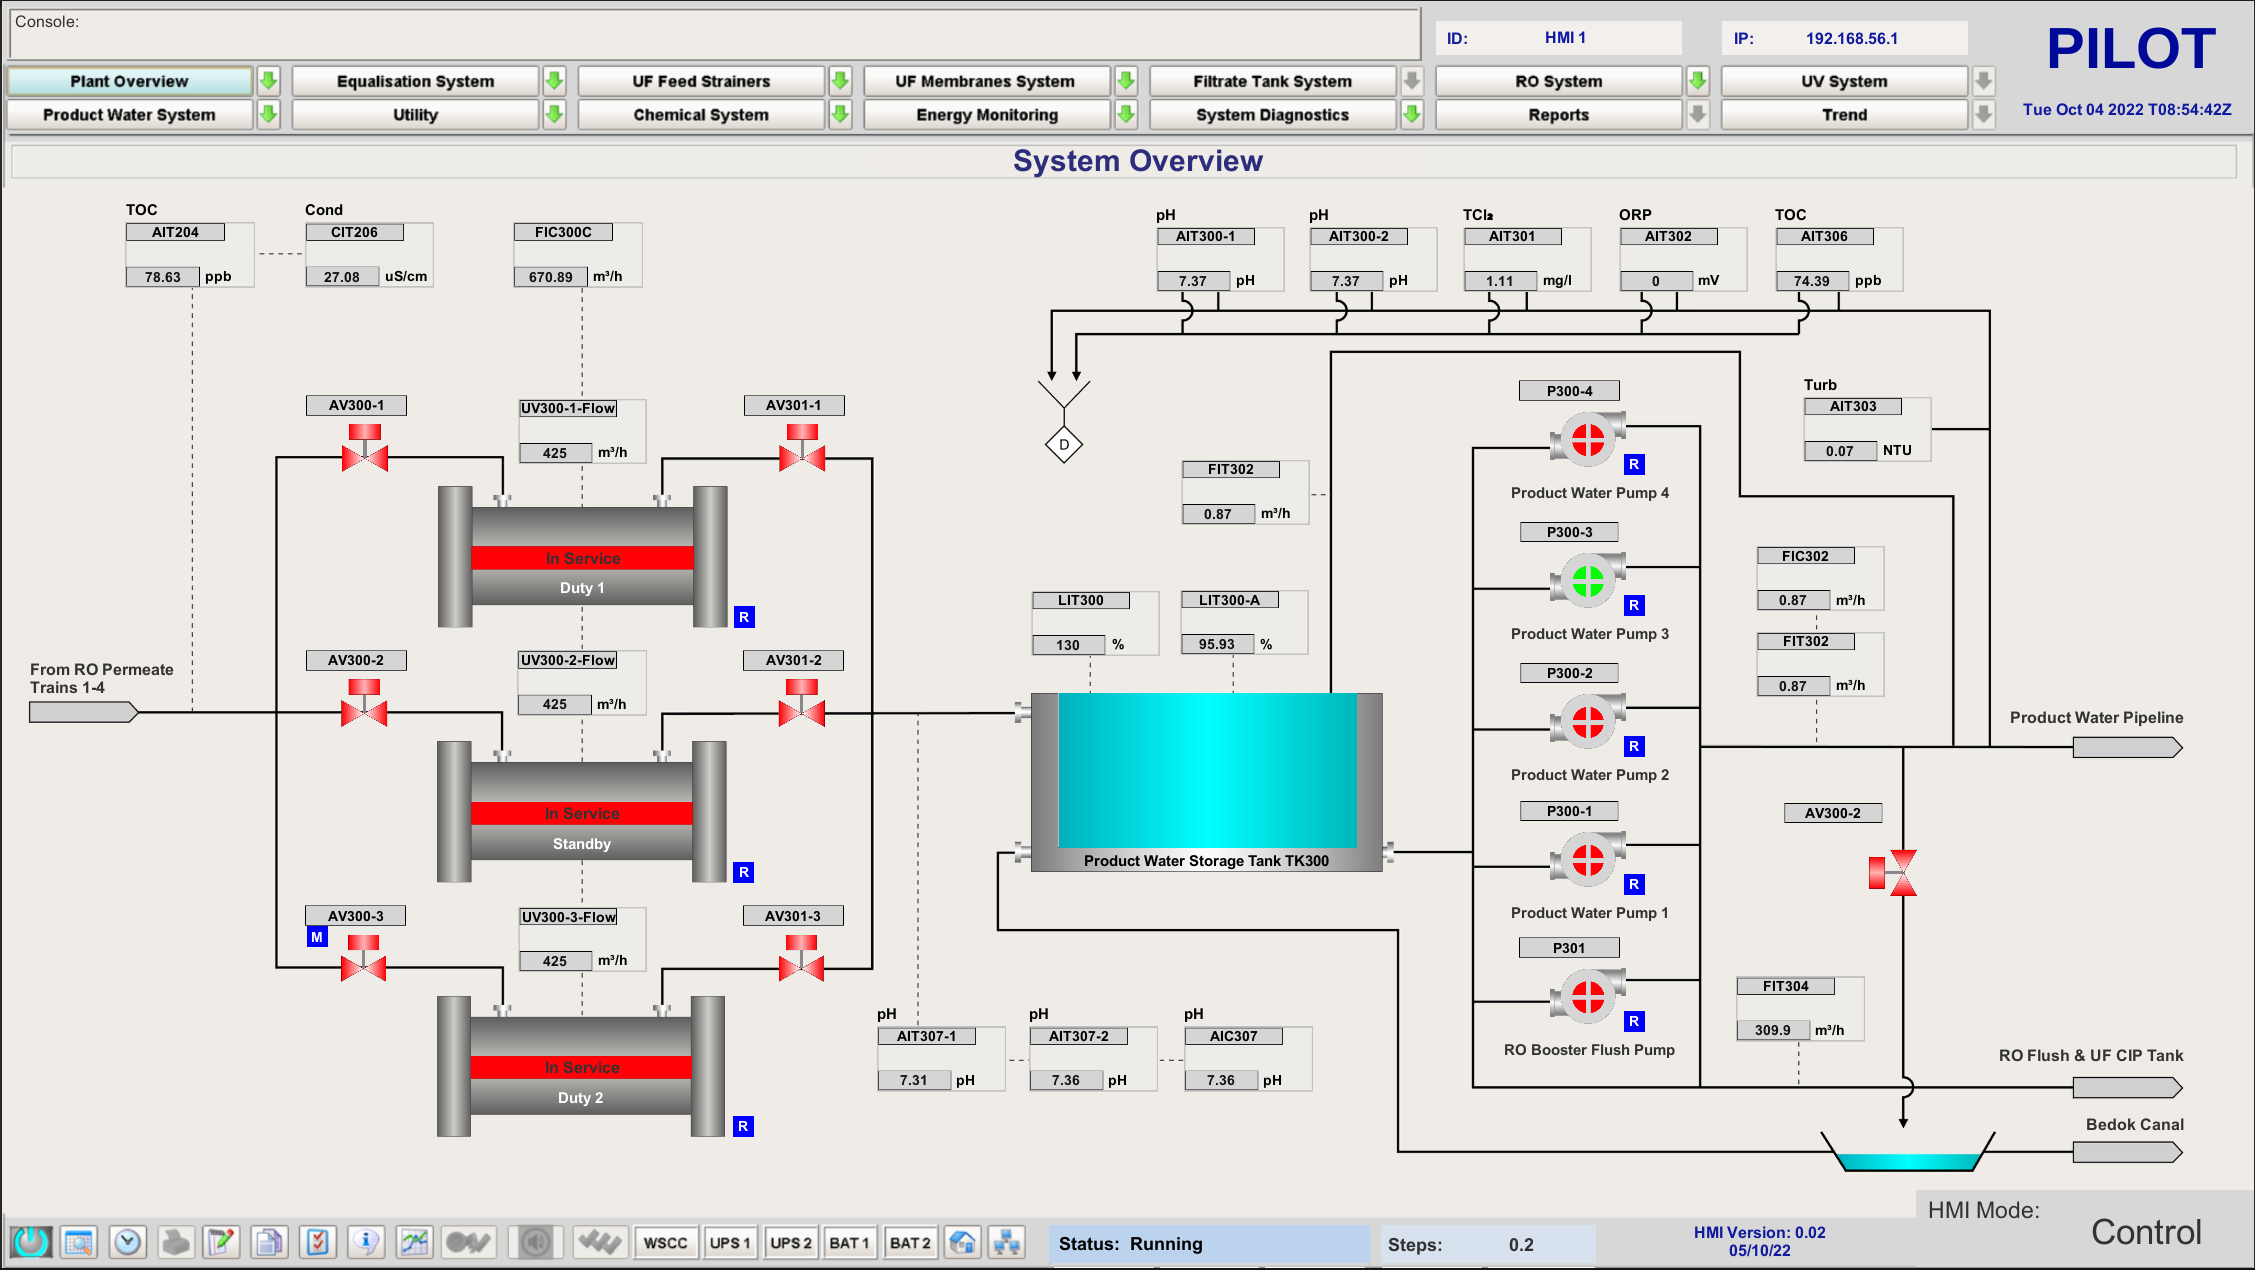 Console:
ID: HMI 1
IP: 192.168.56.1
PILOT
Plant Overview
Equalisation System
UF Feed Strainers
UF Membranes System
Filtrate Tank System
RO System
UV System
Product Water System
Utility
Chemical System
Energy Monitoring
System Diagnostics
Reports
Trend
Tue Oct 04 2022 T08:54:42Z
System Overview
TOC
AIT204
78.63 ppb
Cond
CIT206
27.08 uS/cm
FIC300C
670.89 m³/h
pH
AIT300-1
7.37 pH
pH
AIT300-2
7.37 pH
TCl₂
AIT301
1.11 mg/l
ORP
AIT302
0 mV
TOC
AIT306
74.39 ppb
AV300-1
UV300-1-Flow
425 m³/h
AV301-1
In Service
Duty 1
R
From RO Permeate
Trains 1-4
AV300-2
UV300-2-Flow
425 m³/h
AV301-2
In Service
Standby
R
AV300-3
M
UV300-3-Flow
425 m³/h
AV301-3
In Service
Duty 2
R
D
FIT302
0.87 m³/h
LIT300
130 %
LIT300-A
95.93 %
Product Water Storage Tank TK300
pH
AIT307-1
7.31 pH
pH
AIT307-2
7.36 pH
pH
AIC307
7.36 pH
P300-4
R
Product Water Pump 4
P300-3
R
Product Water Pump 3
P300-2
R
Product Water Pump 2
P300-1
R
Product Water Pump 1
P301
R
RO Booster Flush Pump
Turb
AIT303
0.07 NTU
FIC302
0.87 m³/h
FIT302
0.87 m³/h
Product Water Pipeline
AV300-2
FIT304
309.9 m³/h
RO Flush & UF CIP Tank
Bedok Canal
WSCC
UPS 1
UPS 2
BAT 1
BAT 2
Status: Running
Steps: 0.2
HMI Version: 0.02
05/10/22
HMI Mode:
Control